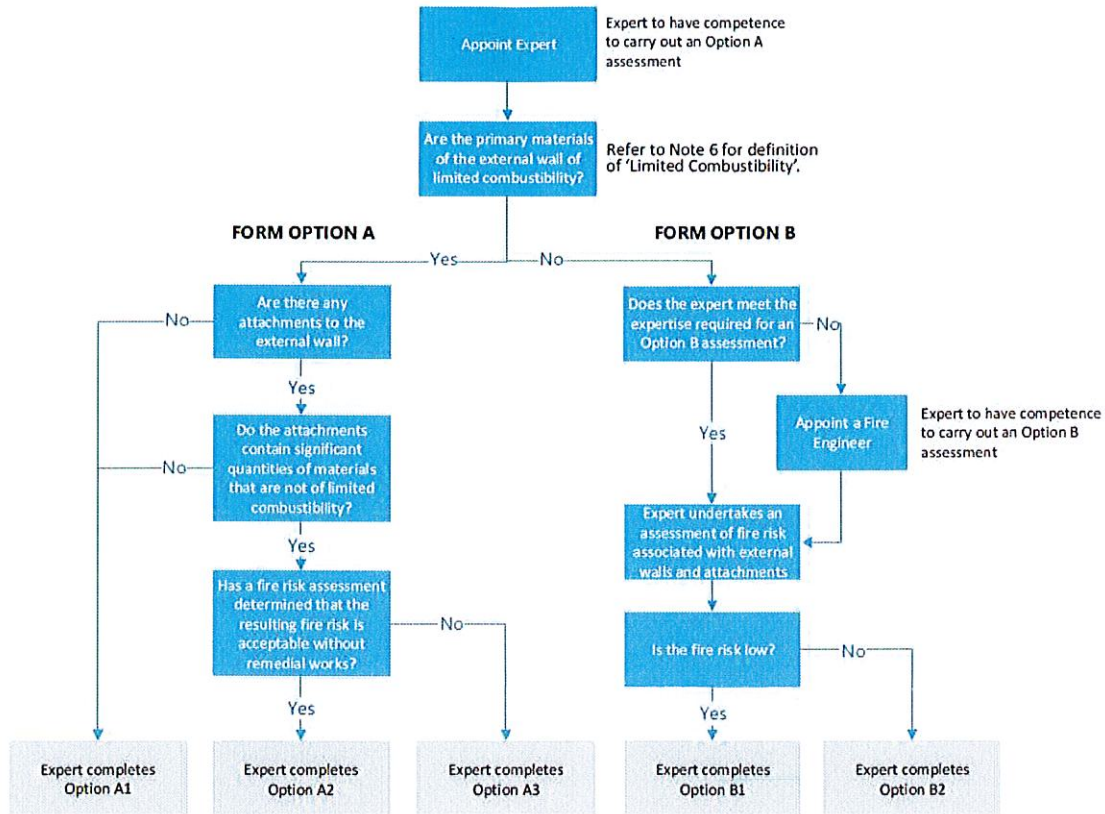 Appoint Expert
Expert to have competence
to carry out an Option A
assessment
Are the primary materials
of the external wall of
limited combustibility?
Refer to Note 6 for definition
of 'Limited Combustibility'.
FORM OPTION A
FORM OPTION B
Yes
No
Are there any
attachments to the
external wall?
No
Yes
Do the attachments
contain significant
quantities of materials
that are not of limited
combustibility?
No
Yes
Has a fire risk assessment
determined that the
resulting fire risk is
acceptable without
remedial works?
No
Yes
Does the expert meet the
expertise required for an
Option B assessment?
No
Yes
Appoint a Fire
Engineer
Expert to have competence
to carry out an Option B
assessment
Expert undertakes an
assessment of fire risk
associated with external
walls and attachments
Is the fire risk low?
No
Yes
Expert completes
Option A1
Expert completes
Option A2
Expert completes
Option A3
Expert completes
Option B1
Expert completes
Option B2